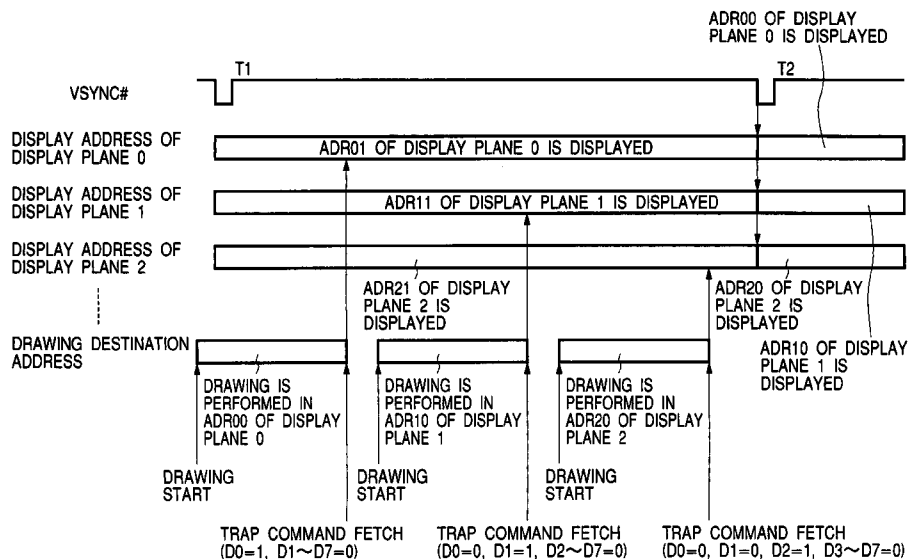 ADR00 OF DISPLAY
PLANE 0 IS DISPLAYED
T1
T2
VSYNC#
DISPLAY ADDRESS OF
DISPLAY PLANE 0
ADR01 OF DISPLAY PLANE 0 IS DISPLAYED
DISPLAY ADDRESS OF
DISPLAY PLANE 1
ADR11 OF DISPLAY PLANE 1 IS DISPLAYED
DISPLAY ADDRESS OF
DISPLAY PLANE 2
ADR21 OF DISPLAY
PLANE 2 IS
DISPLAYED
ADR20 OF DISPLAY
PLANE 2 IS
DISPLAYED
ADR10 OF DISPLAY
PLANE 1 IS
DISPLAYED
DRAWING DESTINATION
ADDRESS
DRAWING IS
PERFORMED IN
ADR00 OF DISPLAY
PLANE 0
DRAWING IS
PERFORMED IN
ADR10 OF DISPLAY
PLANE 1
DRAWING IS
PERFORMED IN
ADR20 OF DISPLAY
PLANE 2
DRAWING
START
DRAWING
START
DRAWING
START
TRAP COMMAND FETCH
(D0=1, D1~D7=0)
TRAP COMMAND FETCH
(D0=0, D1=1, D2~D7=0)
TRAP COMMAND FETCH
(D0=0, D1=0, D2=1, D3~D7=0)